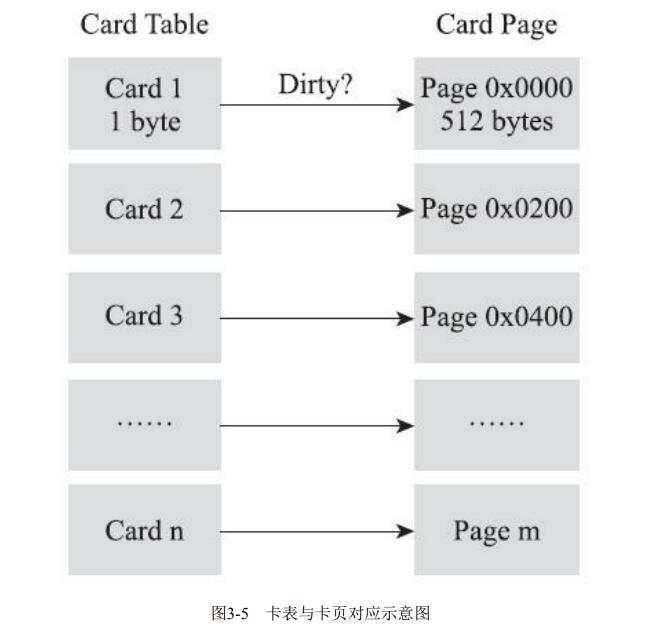 Card Table
Card Page
Card 1
1 byte
Dirty?
Page 0x0000
512 bytes
Card 2
Page 0x0200
Card 3
Page 0x0400
······
······
Card n
Page m
图3-5 卡表与卡页对应示意图